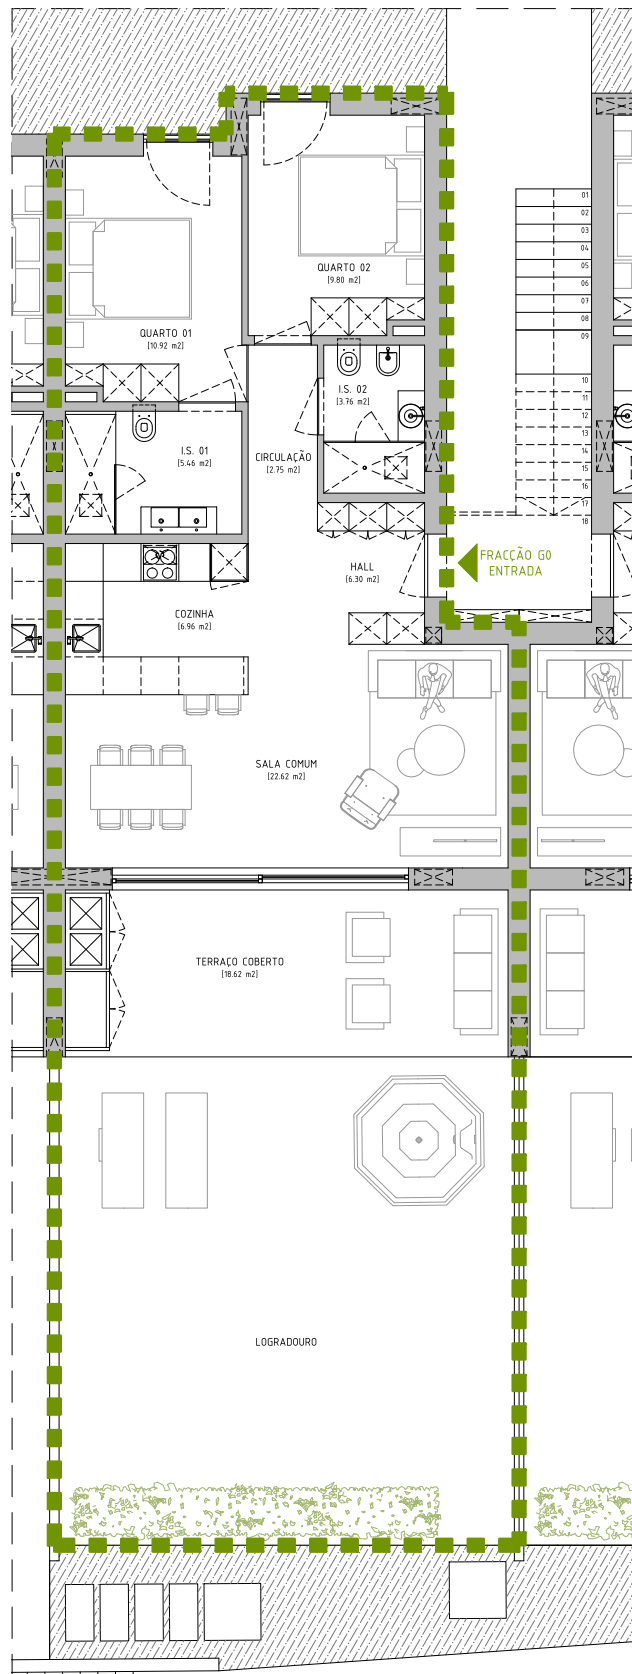 01
02
03
04
05
06
07
08
09
10
11
12
13
14
15
16
17
18
QUARTO 02
[9.80 m2]
QUARTO 01
[10.92 m2]
I.S. 02
[3.76 m2]
I.S. 01
[5.46 m2]
CIRCULAÇÃO
[2.75 m2]
FRACÇÃO G0
ENTRADA
HALL
[6.30 m2]
COZINHA
[6.96 m2]
SALA COMUM
[22.62 m2]
TERRAÇO COBERTO
[18.62 m2]
LOGRADOURO